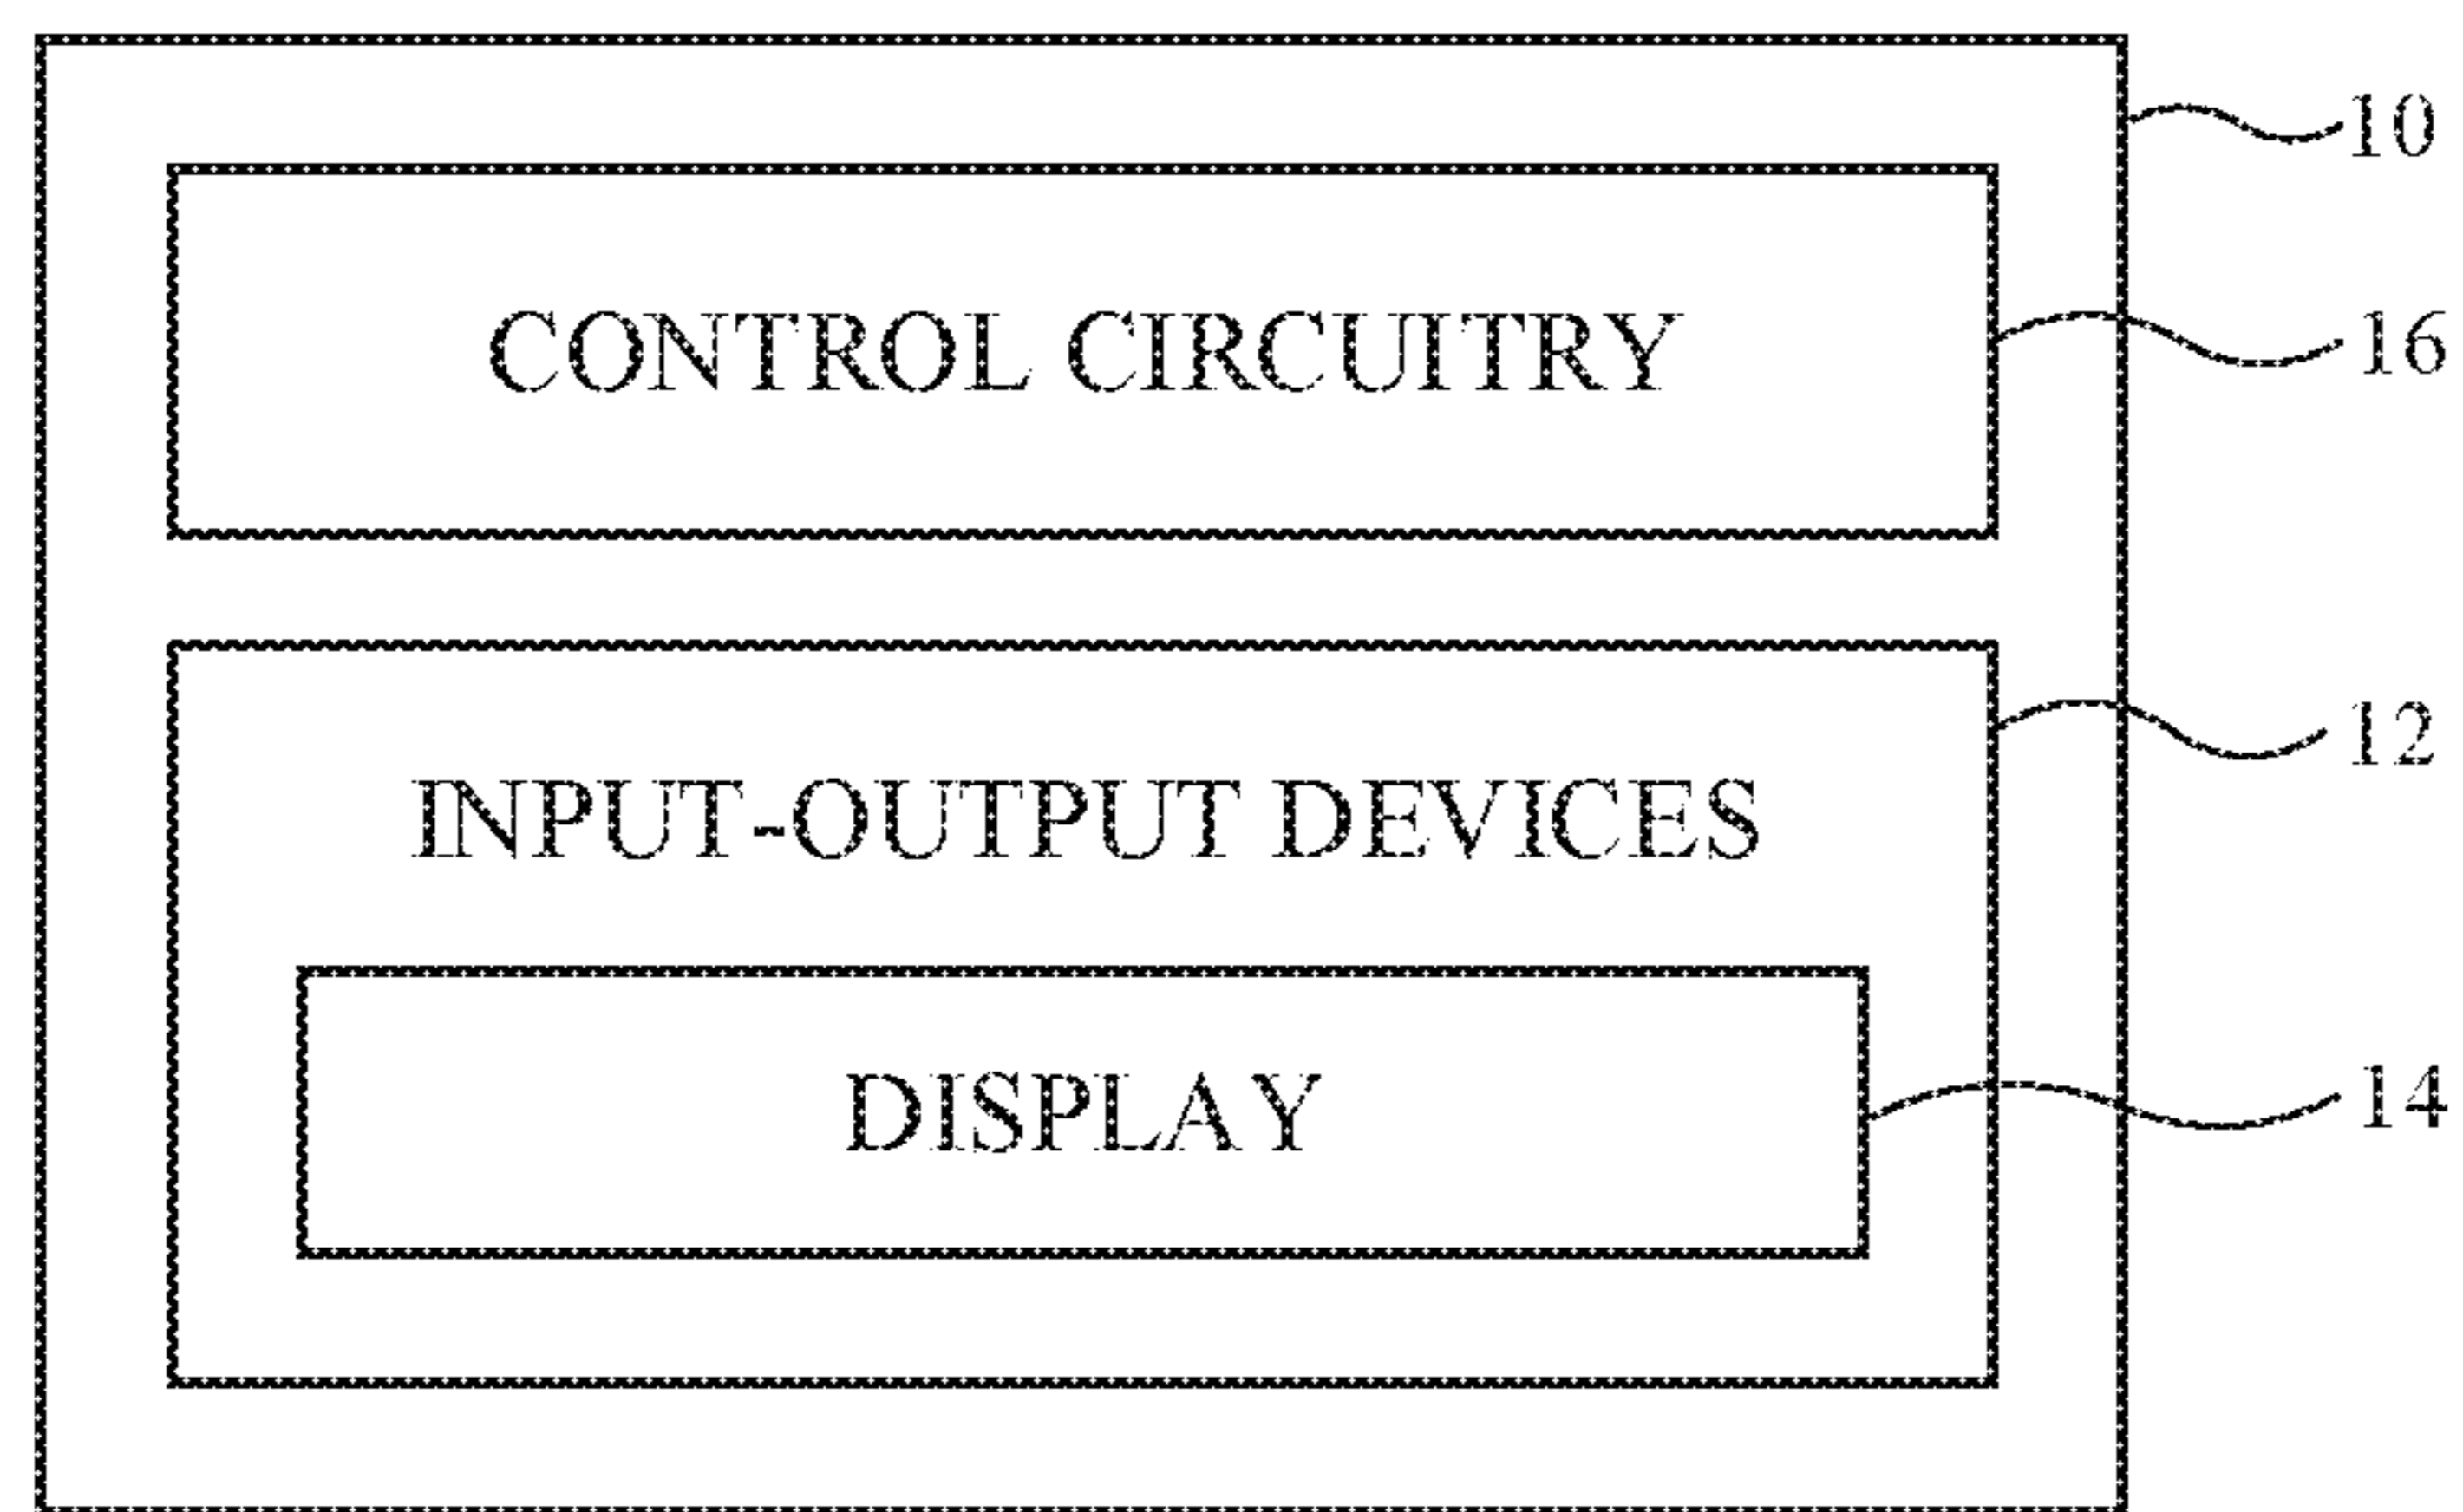 10
CONTROL CIRCUITRY
16
12
INPUT-OUTPUT DEVICES
DISPLAY
14